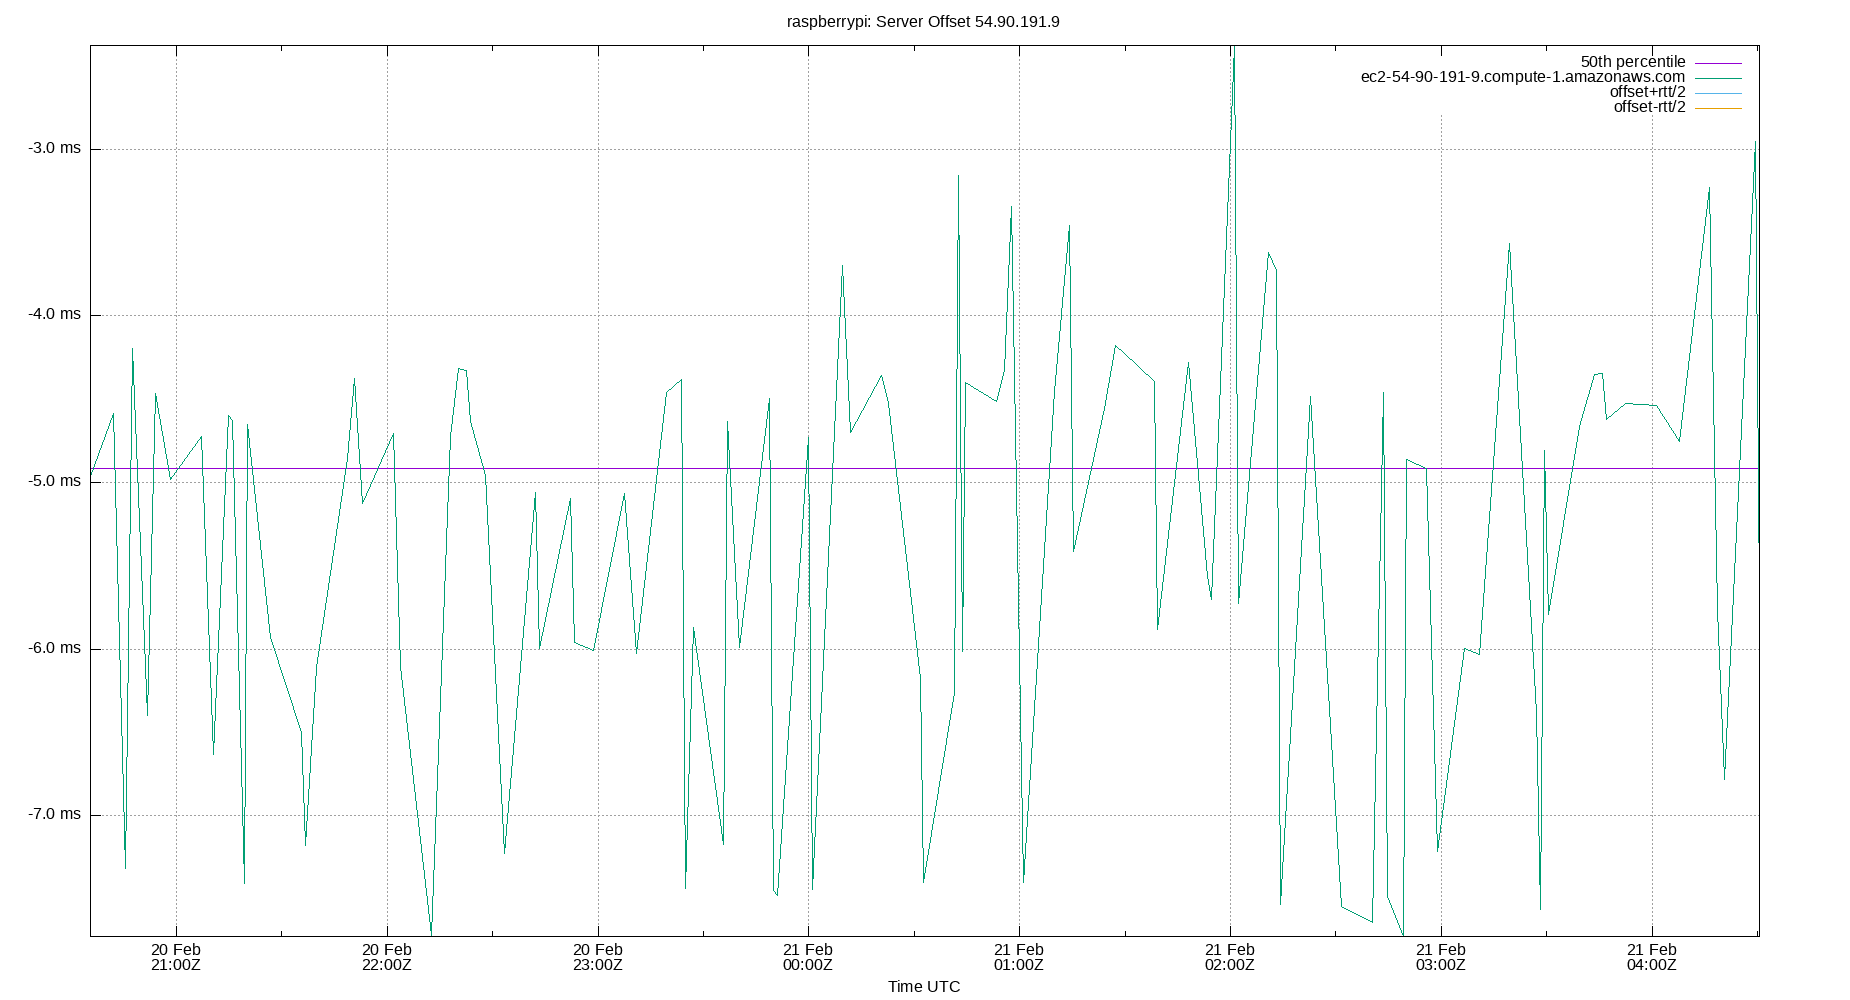 raspberrypi: Server Offset 54.90.191.9
50th percentile
ec2-54-90-191-9.compute-1.amazonaws.com
offset+rtt/2
offset-rtt/2
-3.0 ms
-4.0 ms
-5.0 ms
-6.0 ms
-7.0 ms
20 Feb 20 Feb 20 Feb 21 Feb 21 Feb 21 Feb 21 Feb 21 Feb
21:00Z 22:00Z 23:00Z 00:00Z 01:00Z 02:00Z 03:00Z 04:00Z
Time UTC